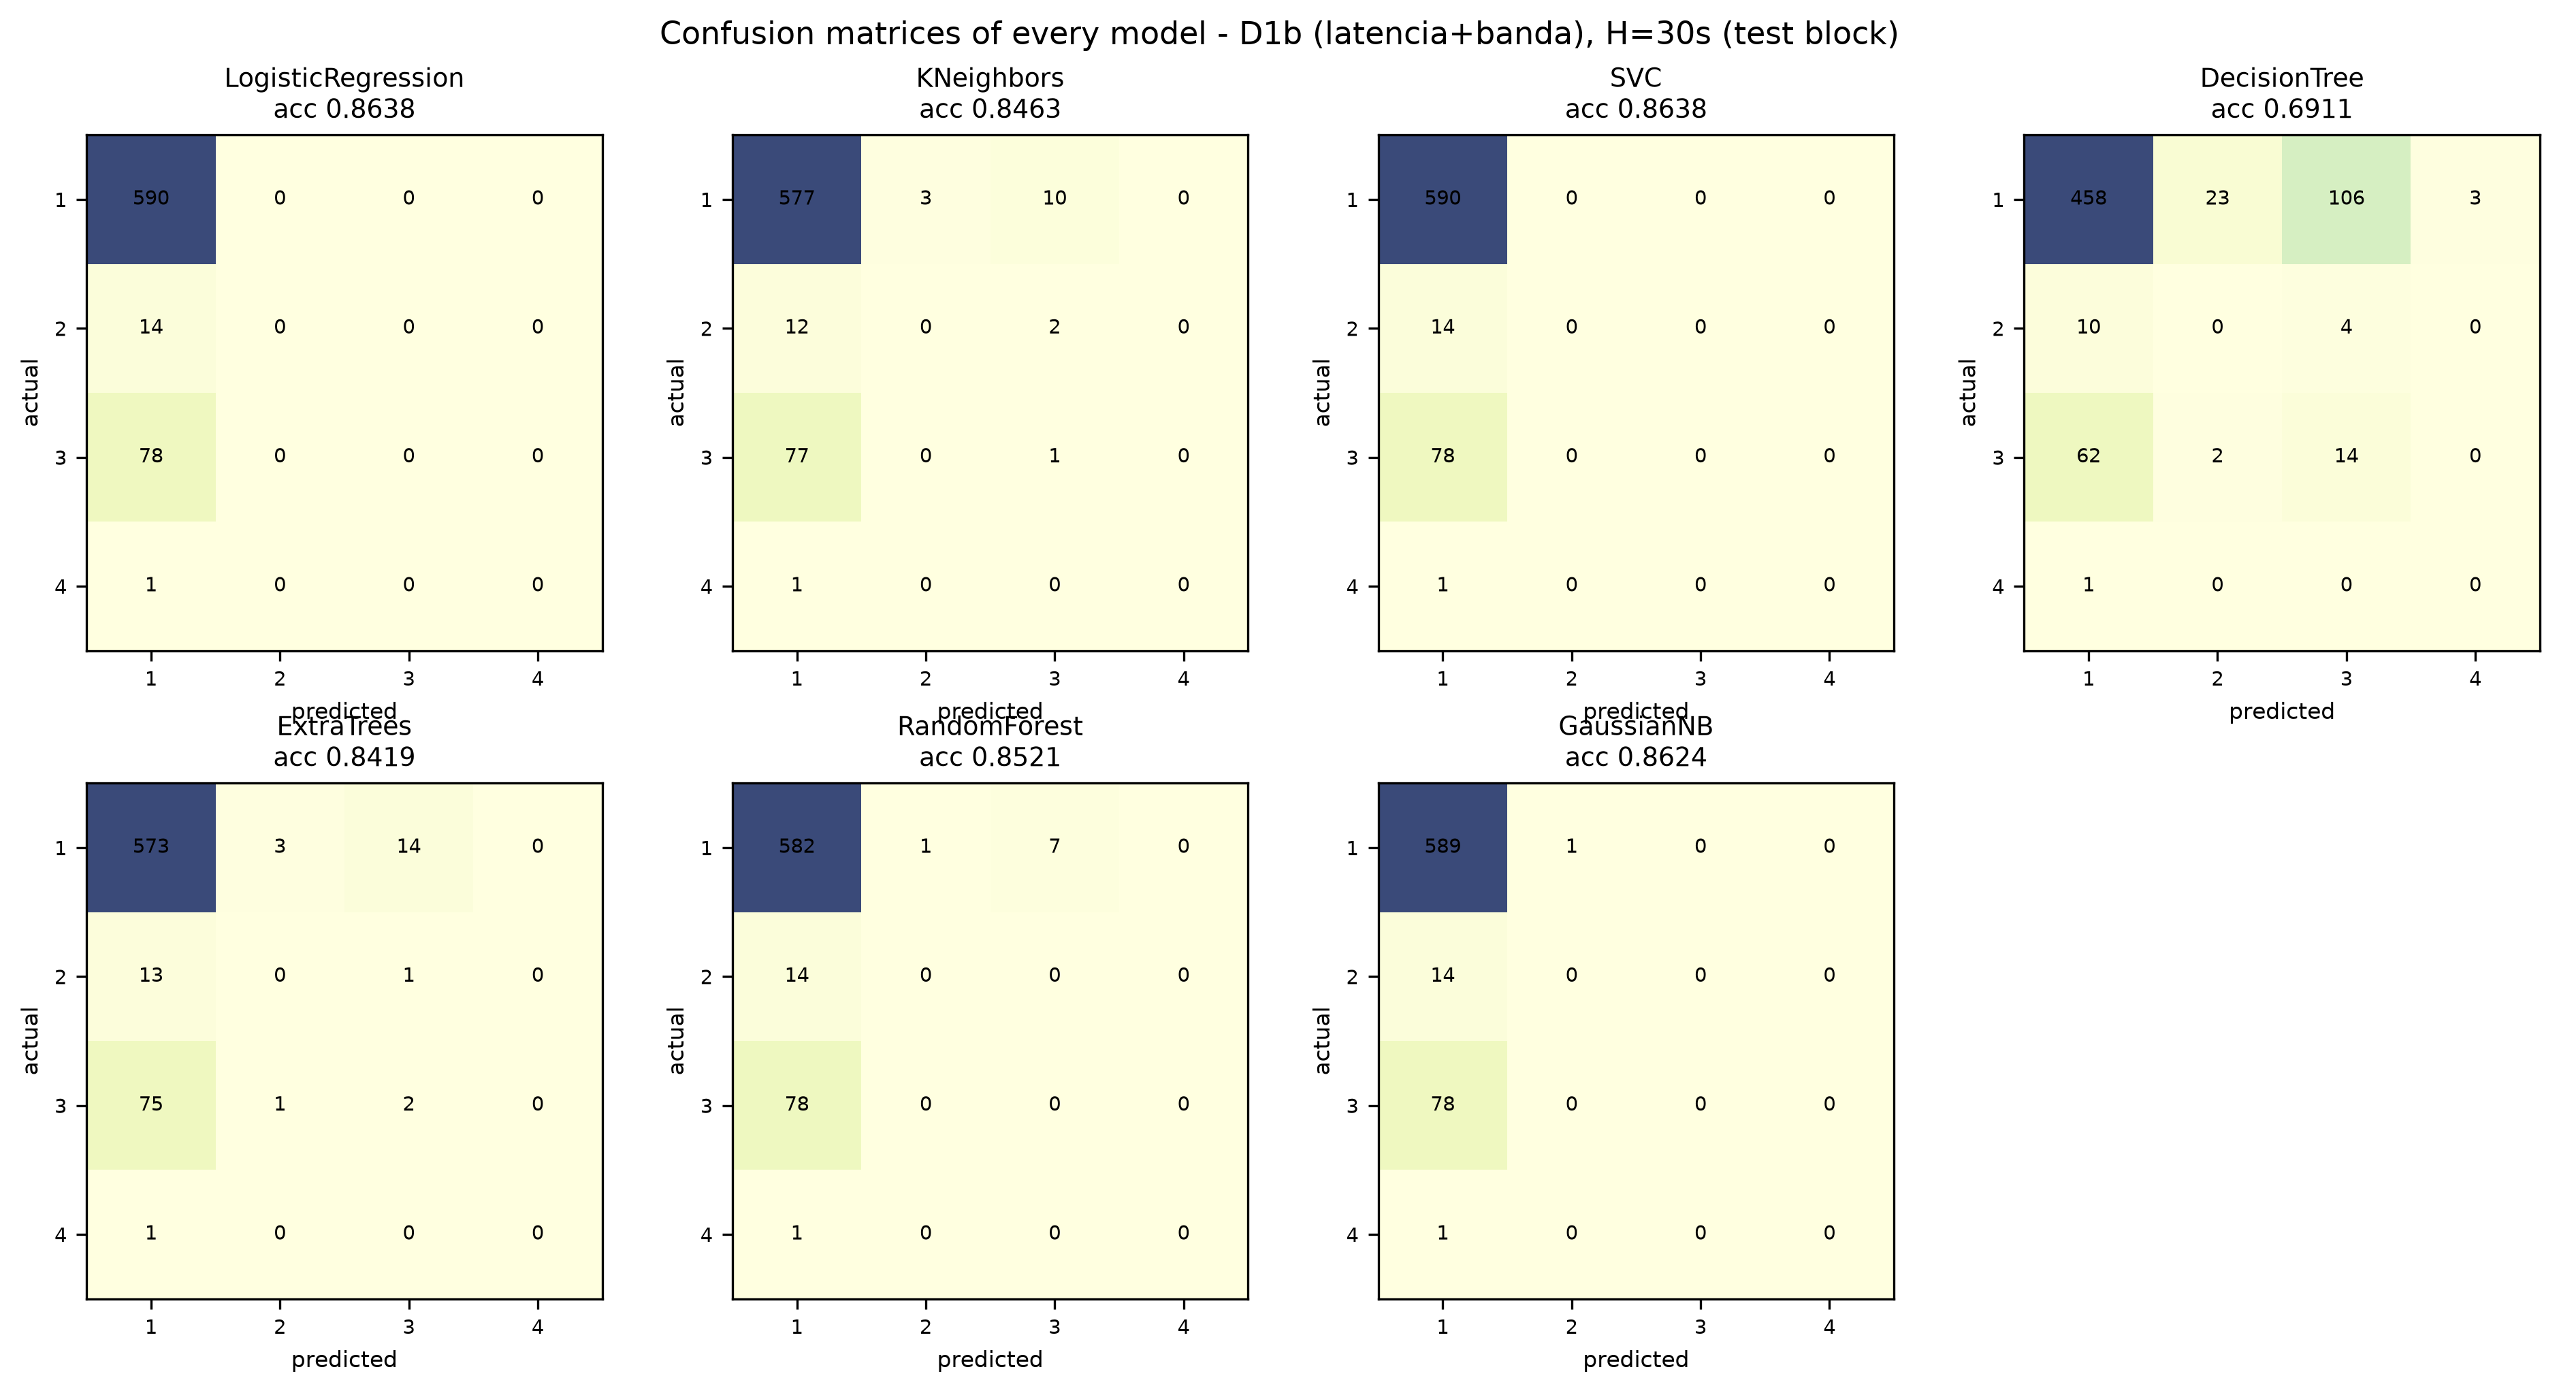 Confusion matrices of every model - D1b (latencia+banda), H=30s (test block)
LogisticRegression
acc 0.8638
actual
1 590 0 0 0
2 14 0 0 0
3 78 0 0 0
4 1 0 0 0
1 2 3 4
predicted
KNeighbors
acc 0.8463
actual
1 577 3 10 0
2 12 0 2 0
3 77 0 1 0
4 1 0 0 0
1 2 3 4
predicted
SVC
acc 0.8638
actual
1 590 0 0 0
2 14 0 0 0
3 78 0 0 0
4 1 0 0 0
1 2 3 4
predicted
DecisionTree
acc 0.6911
actual
1 458 23 106 3
2 10 0 4 0
3 62 2 14 0
4 1 0 0 0
1 2 3 4
predicted
ExtraTrees
acc 0.8419
actual
1 573 3 14 0
2 13 0 1 0
3 75 1 2 0
4 1 0 0 0
1 2 3 4
predicted
RandomForest
acc 0.8521
actual
1 582 1 7 0
2 14 0 0 0
3 78 0 0 0
4 1 0 0 0
1 2 3 4
predicted
GaussianNB
acc 0.8624
actual
1 589 1 0 0
2 14 0 0 0
3 78 0 0 0
4 1 0 0 0
1 2 3 4
predicted